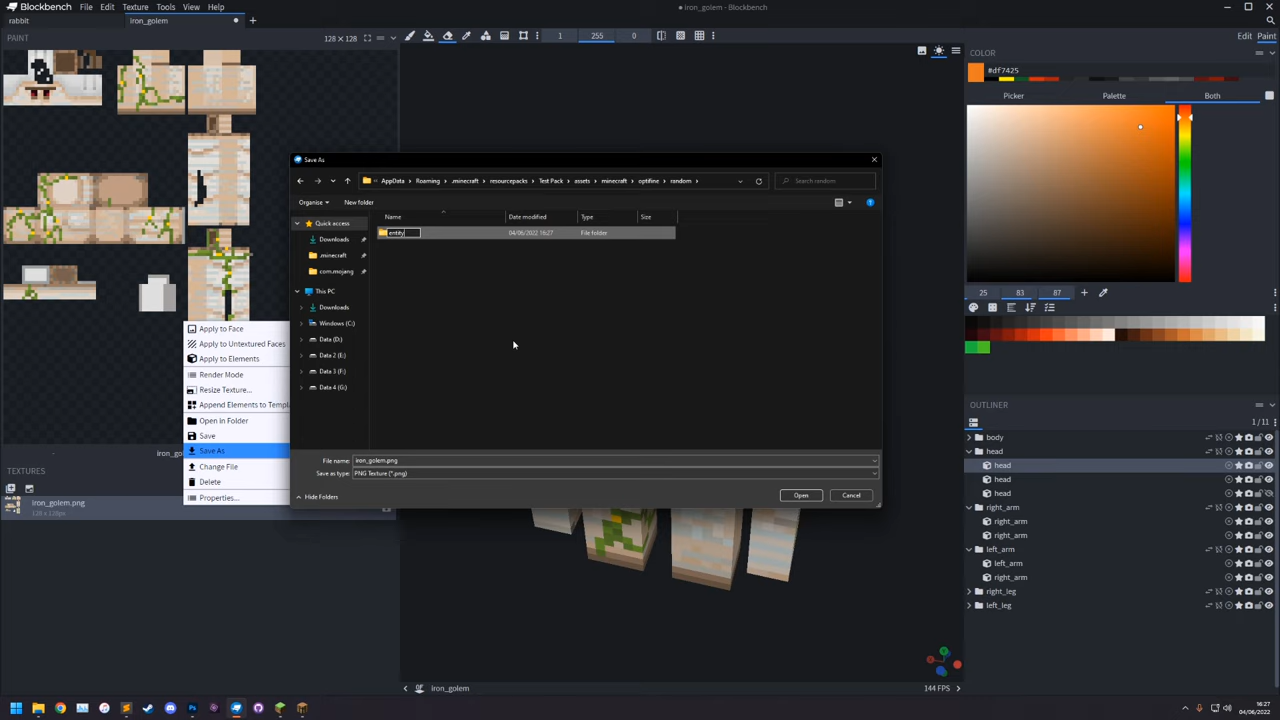 Blockbench File Edit Texture Tools View Help
iron_golem - Blockbench
rabbit iron_golem
PAINT 128 × 128
1 255 0
Edit Paint
COLOR
#df7425
Picker Palette Both
25 83 87
Save As
AppData Roaming .minecraft resourcepacks Test Pack assets minecraft optifine random
Search random
Organise New folder
Name Date modified Type Size
entity 04/06/2022 16:27 File folder
Quick access
Downloads
.minecraft
com.mojang
This PC
Downloads
Windows (C:)
Data (D:)
Data 2 (E:)
Data 3 (F:)
Data 4 (G:)
File name: iron_golem.png
Save as type: PNG Texture (*.png)
Hide Folders
Open Cancel
Apply to Face
Apply to Untextured Faces
Apply to Elements
Render Mode
Resize Texture...
Append Elements to Templ
Open in Folder
Save
Save As
Change File
Delete
Properties...
iron_go
TEXTURES
iron_golem.png
128 x 128px
OUTLINER
1/11
body
head
head
head
head
right_arm
right_arm
right_arm
left_arm
left_arm
right_arm
right_leg
left_leg
iron_golem
144 FPS
16:27
04/06/2022